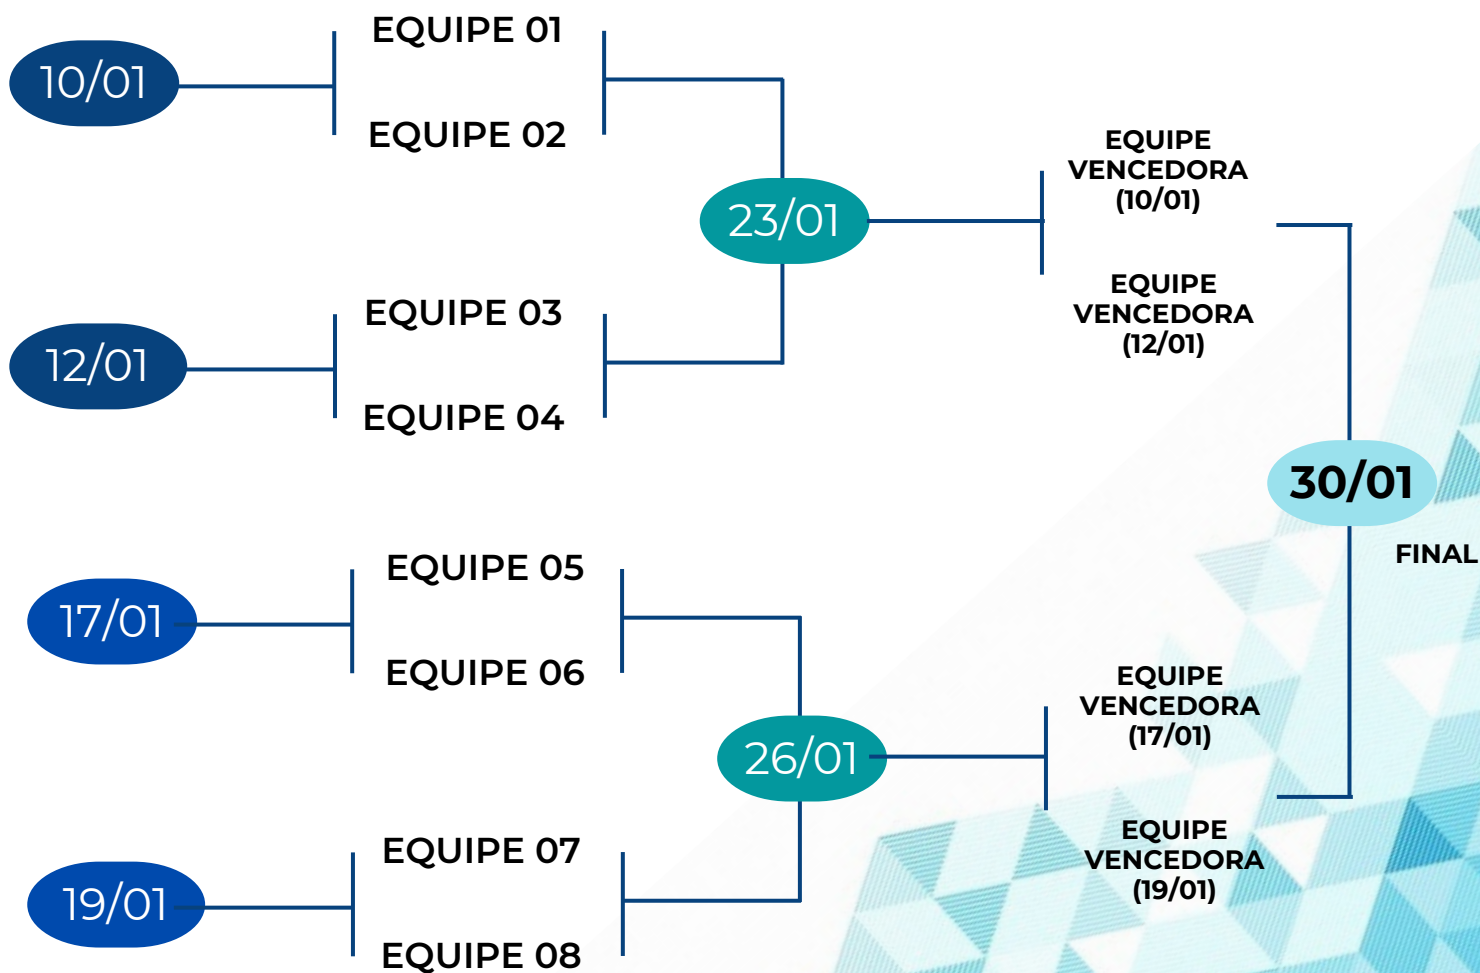 10/01
EQUIPE 01
EQUIPE 02
12/01
EQUIPE 03
EQUIPE 04
23/01
EQUIPE
VENCEDORA
(10/01)
EQUIPE
VENCEDORA
(12/01)
17/01
EQUIPE 05
EQUIPE 06
19/01
EQUIPE 07
EQUIPE 08
26/01
EQUIPE
VENCEDORA
(17/01)
EQUIPE
VENCEDORA
(19/01)
30/01
FINAL